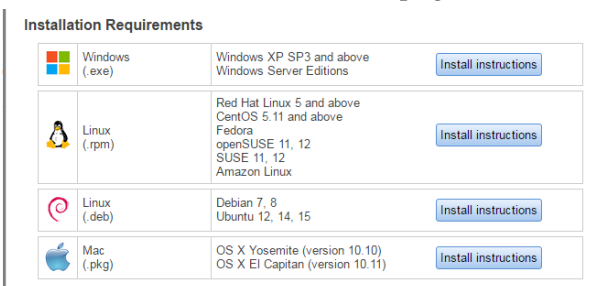 Installation Requirements
Windows
(.exe)
Windows XP SP3 and above
Windows Server Editions
Install instructions
Linux
(.rpm)
Red Hat Linux 5 and above
CentOS 5.11 and above
Fedora
openSUSE 11, 12
SUSE 11, 12
Amazon Linux
Install instructions
Linux
(.deb)
Debian 7, 8
Ubuntu 12, 14, 15
Install instructions
Mac
(.pkg)
OS X Yosemite (version 10.10)
OS X El Capitan (version 10.11)
Install instructions